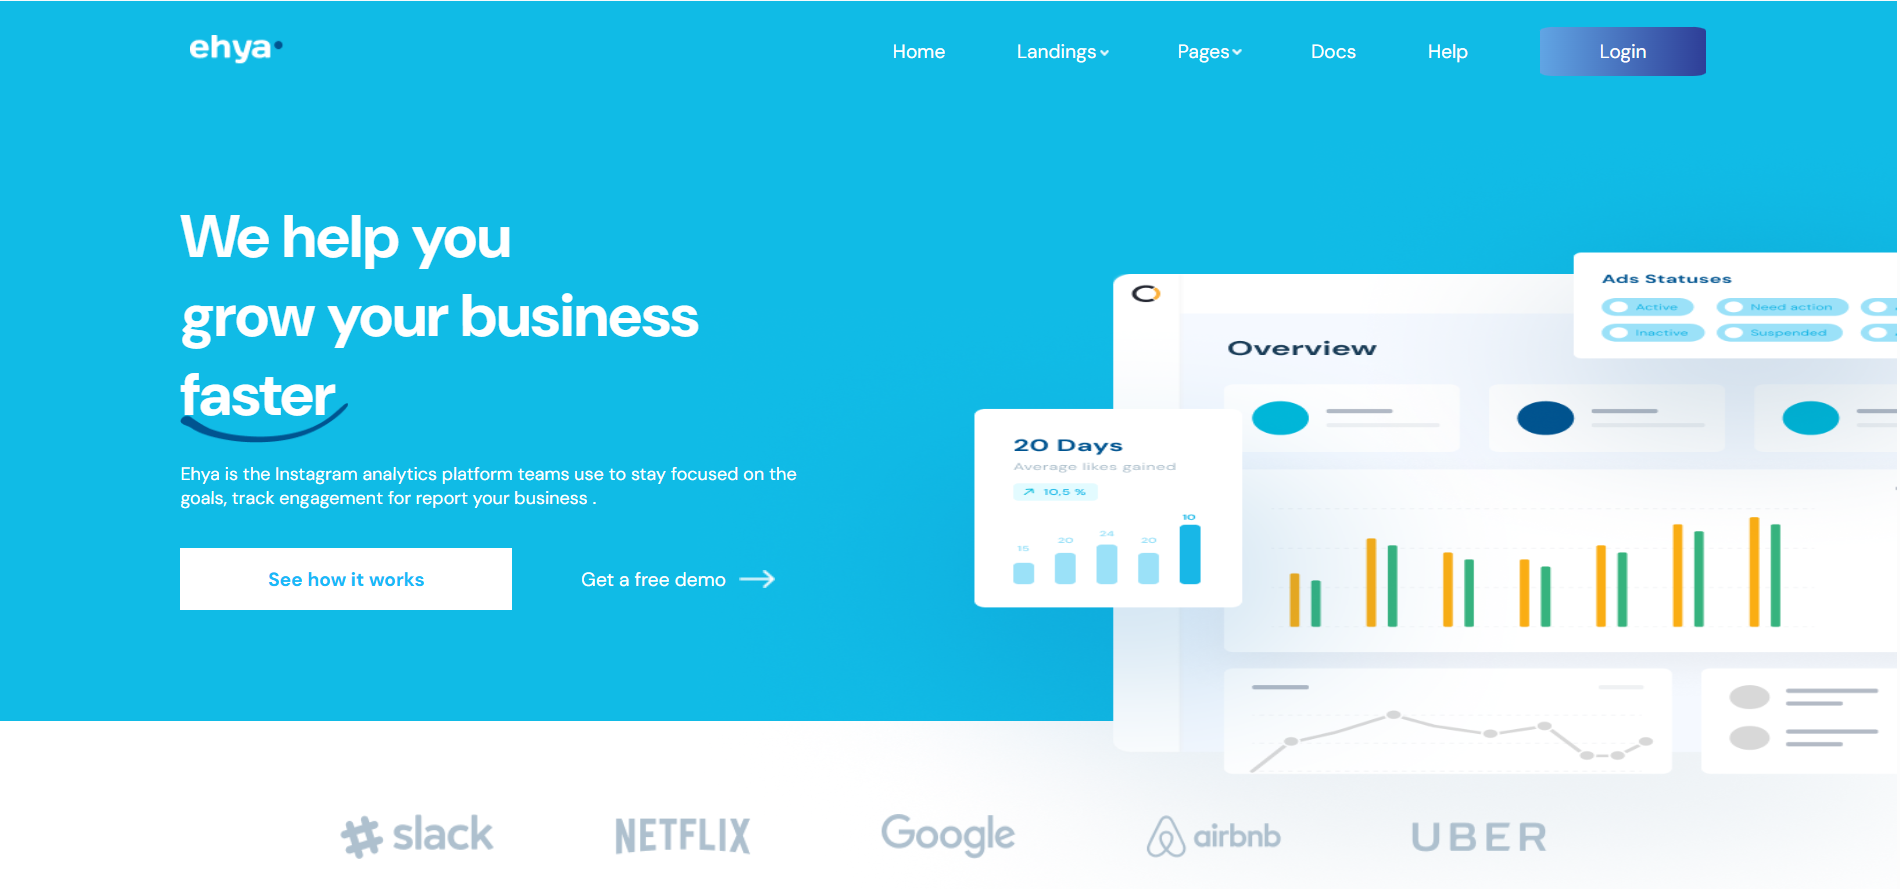 ehya
Home Landings Pages Docs Help Login
We help you
grow your business
faster
Ehya is the Instagram analytics platform teams use to stay focused on the
goals, track engagement for report your business .
See how it works
Get a free demo
Ads Statuses
Active Need action
Inactive Suspended
Overview
20 Days
Average likes gained
10,5 %
15 20 24 20 10
slack NETFLIX Google airbnb UBER